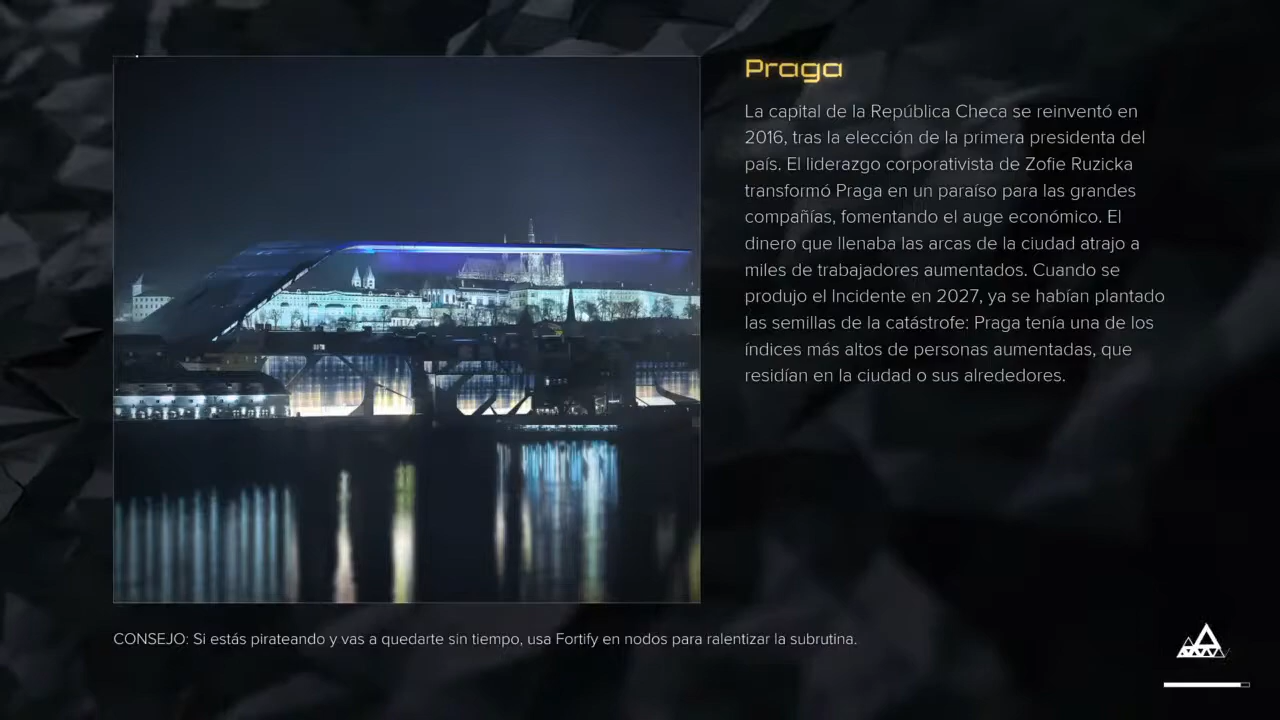 Praga
La capital de la República Checa se reinventó en
2016, tras la elección de la primera presidenta del
país. El liderazgo corporativista de Zofie Ruzicka
transformó Praga en un paraíso para las grandes
compañías, fomentando el auge económico. El
dinero que llenaba las arcas de la ciudad atrajo a
miles de trabajadores aumentados. Cuando se
produjo el Incidente en 2027, ya se habían plantado
las semillas de la catástrofe: Praga tenía una de los
índices más altos de personas aumentadas, que
residían en la ciudad o sus alrededores.
CONSEJO: Si estás pirateando y vas a quedarte sin tiempo, usa Fortify en nodos para ralentizar la subrutina.